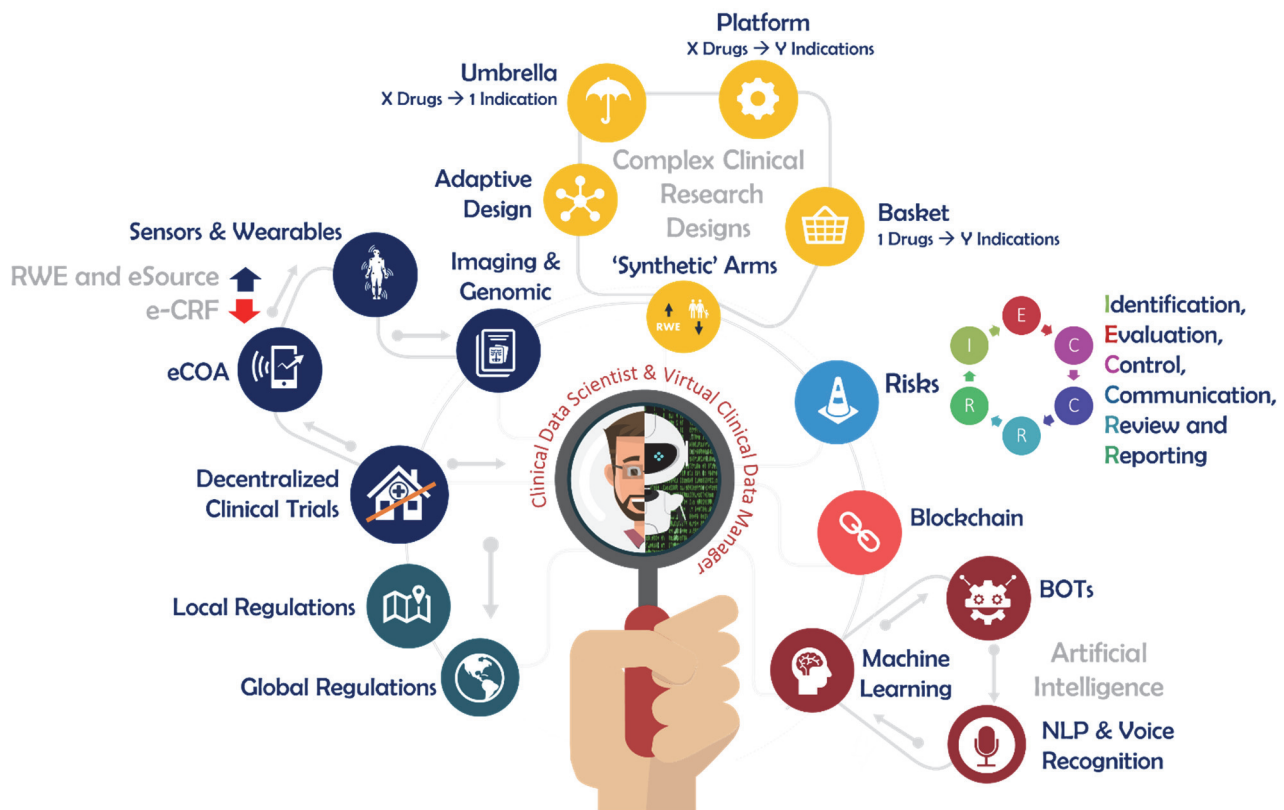 Platform
X Drugs → Y Indications
Umbrella
X Drugs → 1 Indication
Complex Clinical
Research
Designs
Adaptive
Design
Basket
1 Drugs → Y Indications
'Synthetic' Arms
RWE
Sensors & Wearables
Imaging &
Genomic
RWE and eSource
e-CRF
eCOA
Decentralized
Clinical Trials
Local Regulations
Global Regulations
Clinical Data Scientist & Virtual Clinical Data Manager
Risks
I
E
C
C
R
R
Identification,
Evaluation,
Control,
Communication,
Review and
Reporting
Blockchain
BOTs
Machine
Learning
Artificial
Intelligence
NLP & Voice
Recognition